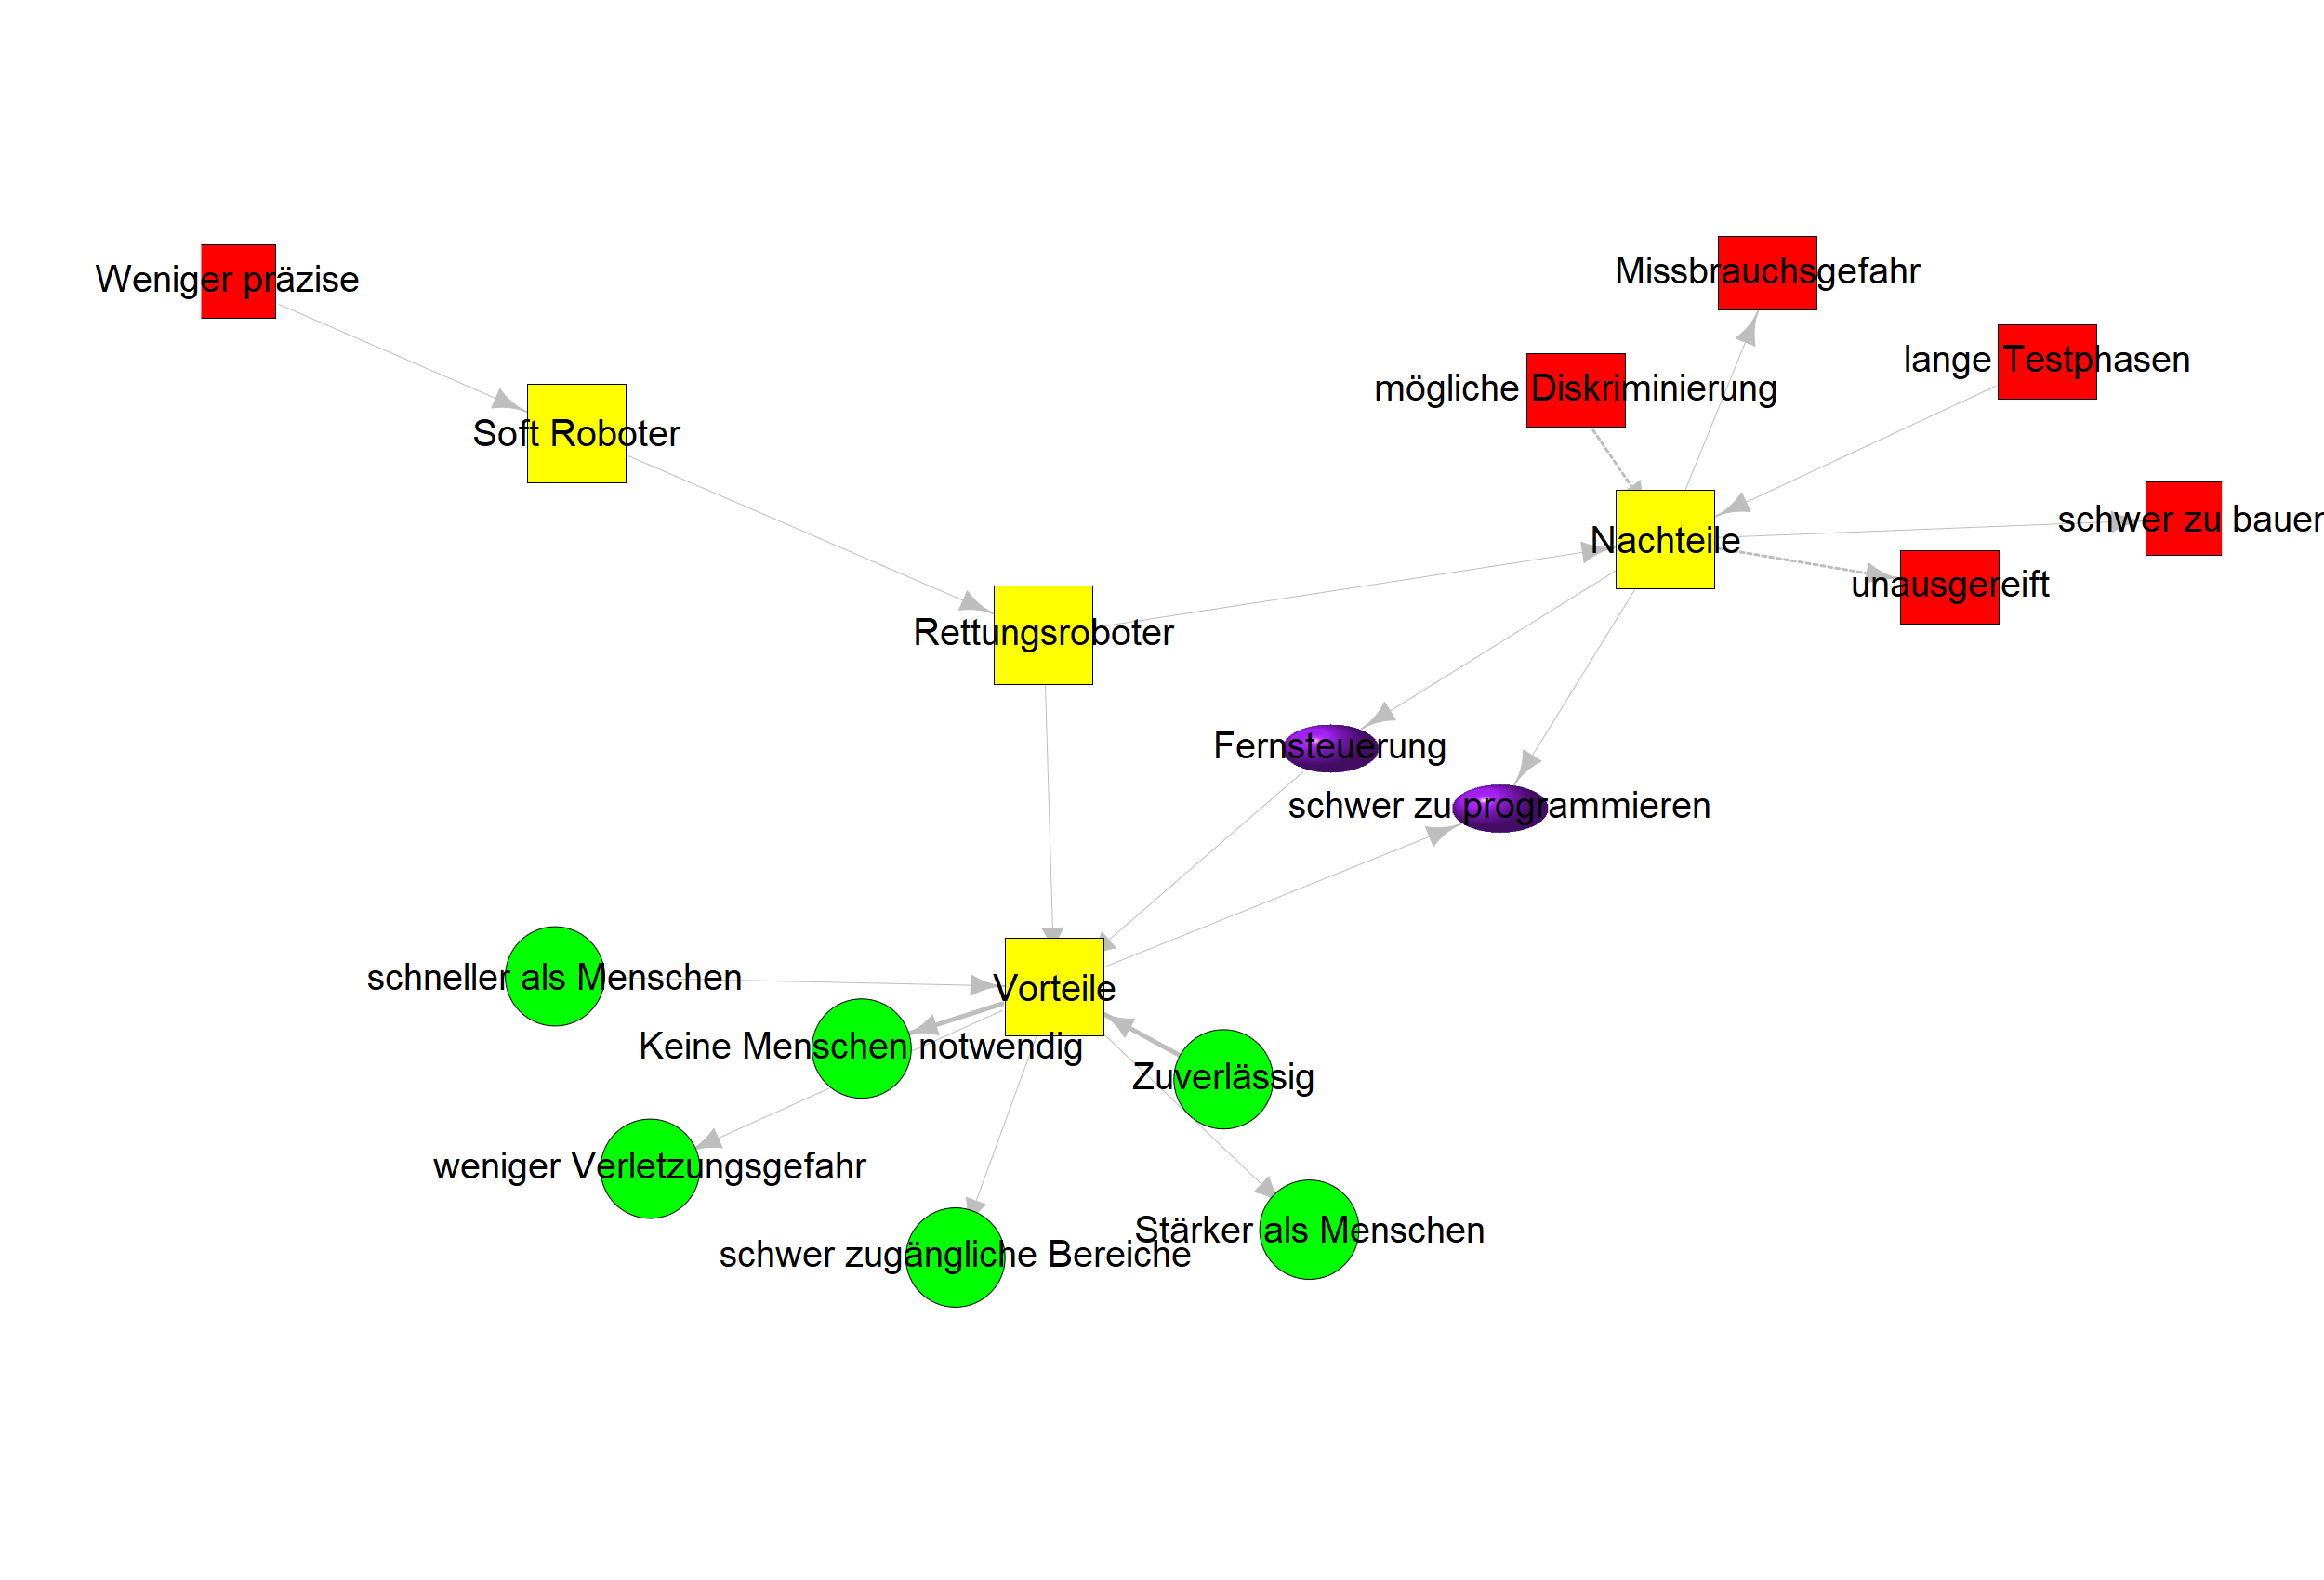 Weniger präzise
Missbrauchsgefahr
lange Testphasen
mögliche Diskriminierung
Soft Roboter
schwer zu bauen
Nachteile
unausgereift
Rettungsroboter
Fernsteuerung
schwer zu programmieren
schneller als Menschen
Vorteile
Keine Menschen notwendig
Zuverlässig
weniger Verletzungsgefahr
Stärker als Menschen
schwer zugängliche Bereiche